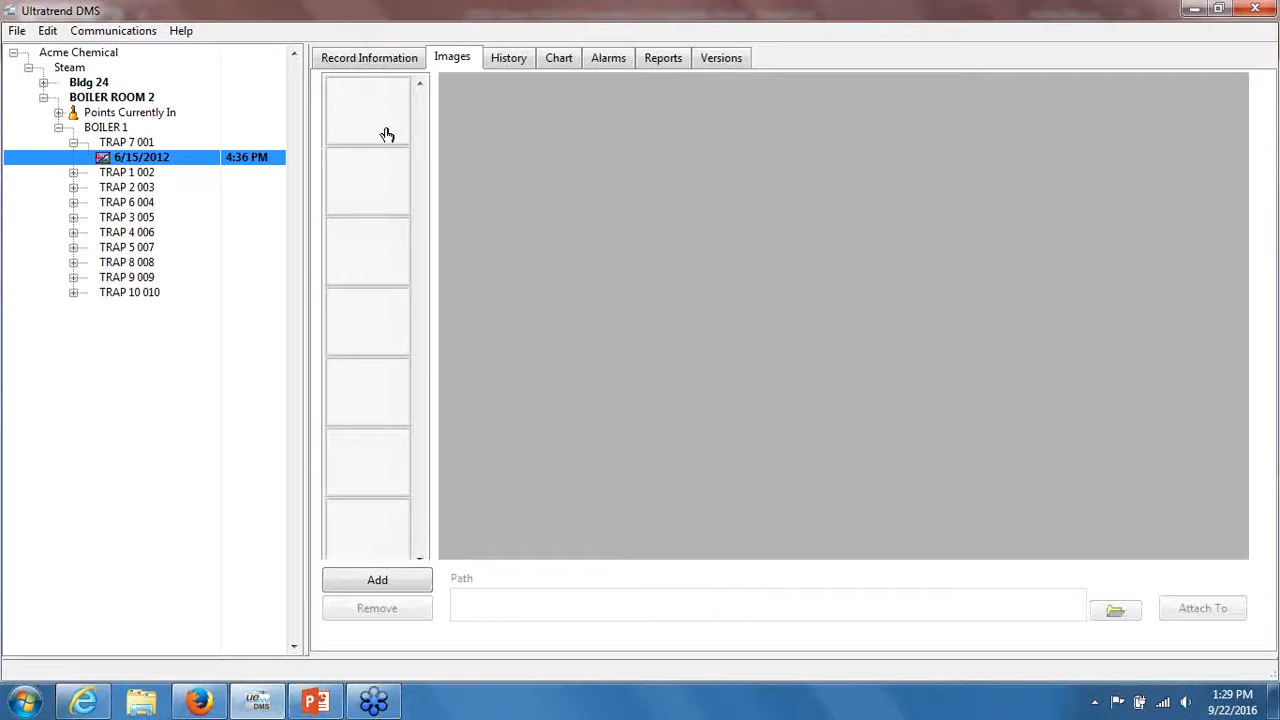 Ultratrend DMS
File Edit Communications Help
Acme Chemical
Steam
Bldg 24
BOILER ROOM 2
Points Currently In
BOILER 1
TRAP 7 001
6/15/2012 4:36 PM
TRAP 1 002
TRAP 2 003
TRAP 6 004
TRAP 3 005
TRAP 4 006
TRAP 5 007
TRAP 8 008
TRAP 9 009
TRAP 10 010
Record Information Images History Chart Alarms Reports Versions
Add
Remove
Path
Attach To
ue
DMS
1:29 PM
9/22/2016